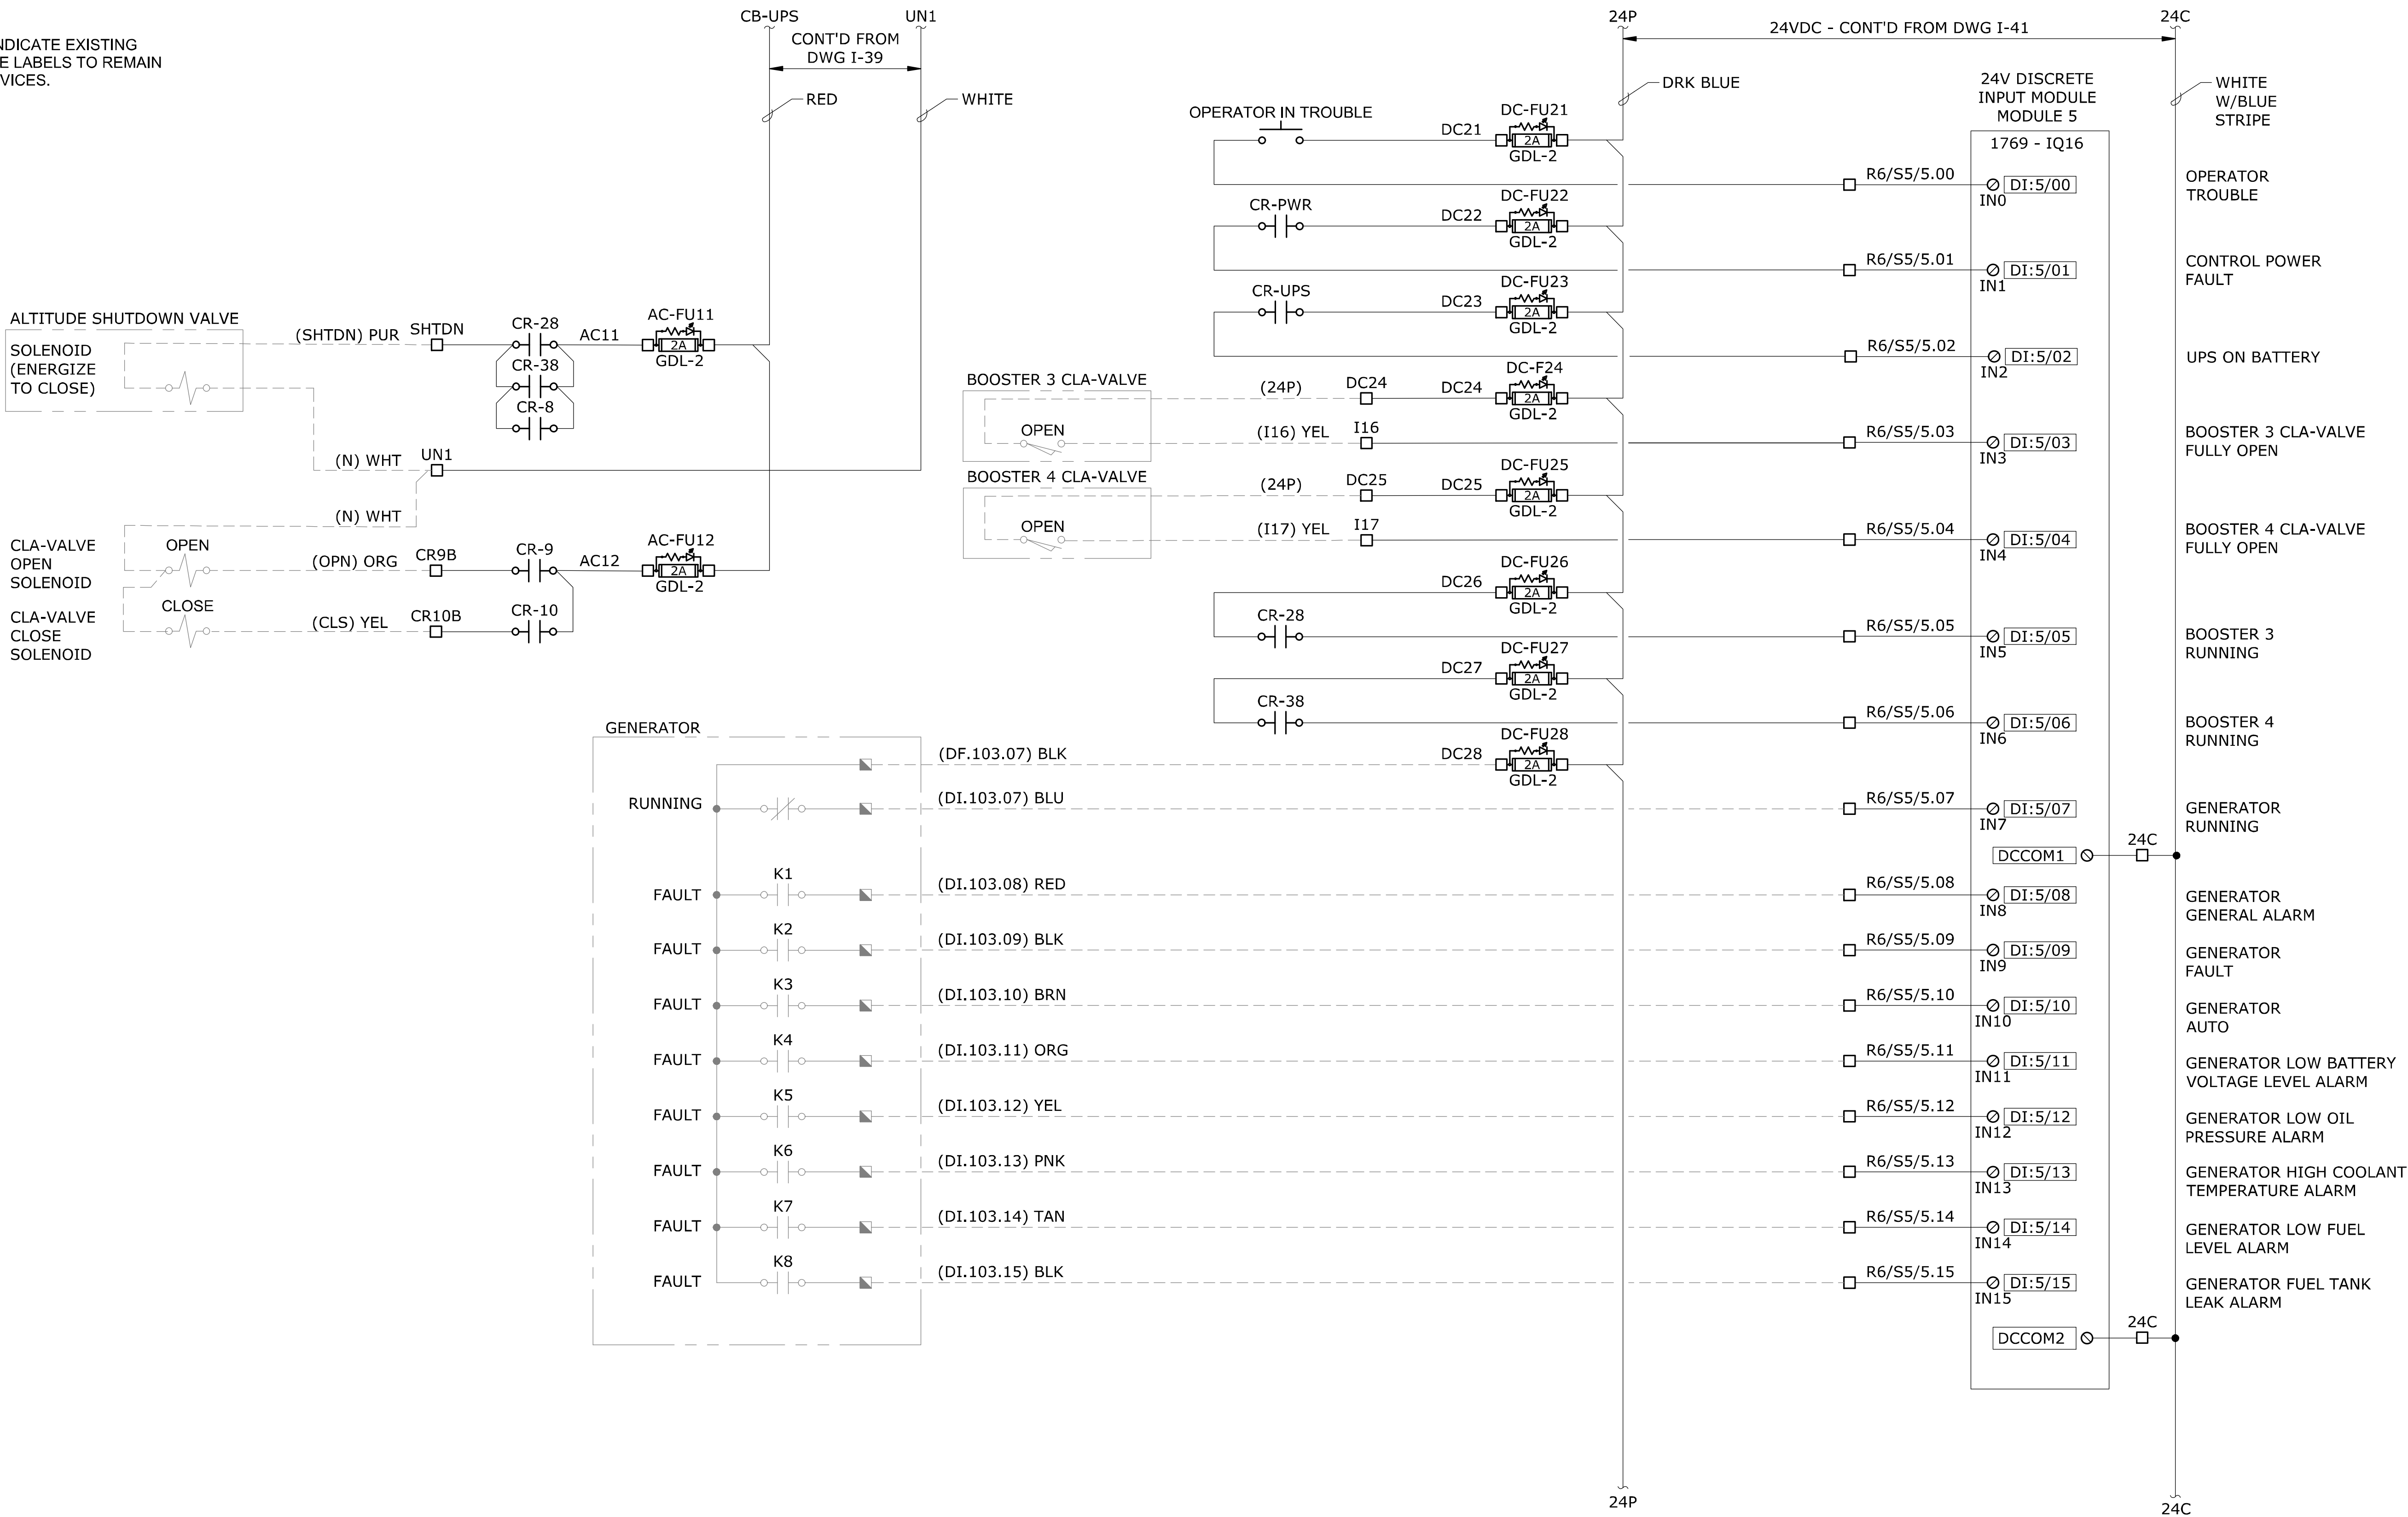 NDICATE EXISTING
E LABELS TO REMAIN
VICES.
CB-UPS
UN1
CONT'D FROM
DWG I-39
RED
WHITE
ALTITUDE SHUTDOWN VALVE
SOLENOID
(ENERGIZE
TO CLOSE)
(SHTDN) PUR
SHTDN
CR-28
AC11
AC-FU11
2A
GDL-2
CR-38
CR-8
(N) WHT
UN1
(N) WHT
CLA-VALVE
OPEN
SOLENOID
OPEN
(OPN) ORG
CR9B
CR-9
AC12
AC-FU12
2A
GDL-2
CLA-VALVE
CLOSE
SOLENOID
CLOSE
(CLS) YEL
CR10B
CR-10
24P
24VDC - CONT'D FROM DWG I-41
24C
DRK BLUE
24V DISCRETE
INPUT MODULE
MODULE 5
1769 - IQ16
WHITE
W/BLUE
STRIPE
OPERATOR IN TROUBLE
DC21
DC-FU21
2A
GDL-2
R6/S5/5.00
DI:5/00
IN0
OPERATOR
TROUBLE
CR-PWR
DC22
DC-FU22
2A
GDL-2
R6/S5/5.01
DI:5/01
IN1
CONTROL POWER
FAULT
CR-UPS
DC23
DC-FU23
2A
GDL-2
R6/S5/5.02
DI:5/02
IN2
UPS ON BATTERY
BOOSTER 3 CLA-VALVE
(24P)
DC24
DC24
DC-F24
2A
GDL-2
OPEN
(I16) YEL
I16
R6/S5/5.03
DI:5/03
IN3
BOOSTER 3 CLA-VALVE
FULLY OPEN
BOOSTER 4 CLA-VALVE
(24P)
DC25
DC25
DC-FU25
2A
GDL-2
OPEN
(I17) YEL
I17
R6/S5/5.04
DI:5/04
IN4
BOOSTER 4 CLA-VALVE
FULLY OPEN
DC26
DC-FU26
2A
GDL-2
CR-28
R6/S5/5.05
DI:5/05
IN5
BOOSTER 3
RUNNING
DC27
DC-FU27
2A
GDL-2
CR-38
R6/S5/5.06
DI:5/06
IN6
BOOSTER 4
RUNNING
GENERATOR
(DF.103.07) BLK
DC28
DC-FU28
2A
GDL-2
RUNNING
(DI.103.07) BLU
R6/S5/5.07
DI:5/07
IN7
GENERATOR
RUNNING
DCCOM1
24C
FAULT
K1
(DI.103.08) RED
R6/S5/5.08
DI:5/08
IN8
GENERATOR
GENERAL ALARM
FAULT
K2
(DI.103.09) BLK
R6/S5/5.09
DI:5/09
IN9
GENERATOR
FAULT
FAULT
K3
(DI.103.10) BRN
R6/S5/5.10
DI:5/10
IN10
GENERATOR
AUTO
FAULT
K4
(DI.103.11) ORG
R6/S5/5.11
DI:5/11
IN11
GENERATOR LOW BATTERY
VOLTAGE LEVEL ALARM
FAULT
K5
(DI.103.12) YEL
R6/S5/5.12
DI:5/12
IN12
GENERATOR LOW OIL
PRESSURE ALARM
FAULT
K6
(DI.103.13) PNK
R6/S5/5.13
DI:5/13
IN13
GENERATOR HIGH COOLANT
TEMPERATURE ALARM
FAULT
K7
(DI.103.14) TAN
R6/S5/5.14
DI:5/14
IN14
GENERATOR LOW FUEL
LEVEL ALARM
FAULT
K8
(DI.103.15) BLK
R6/S5/5.15
DI:5/15
IN15
GENERATOR FUEL TANK
LEAK ALARM
DCCOM2
24C
24P
24C